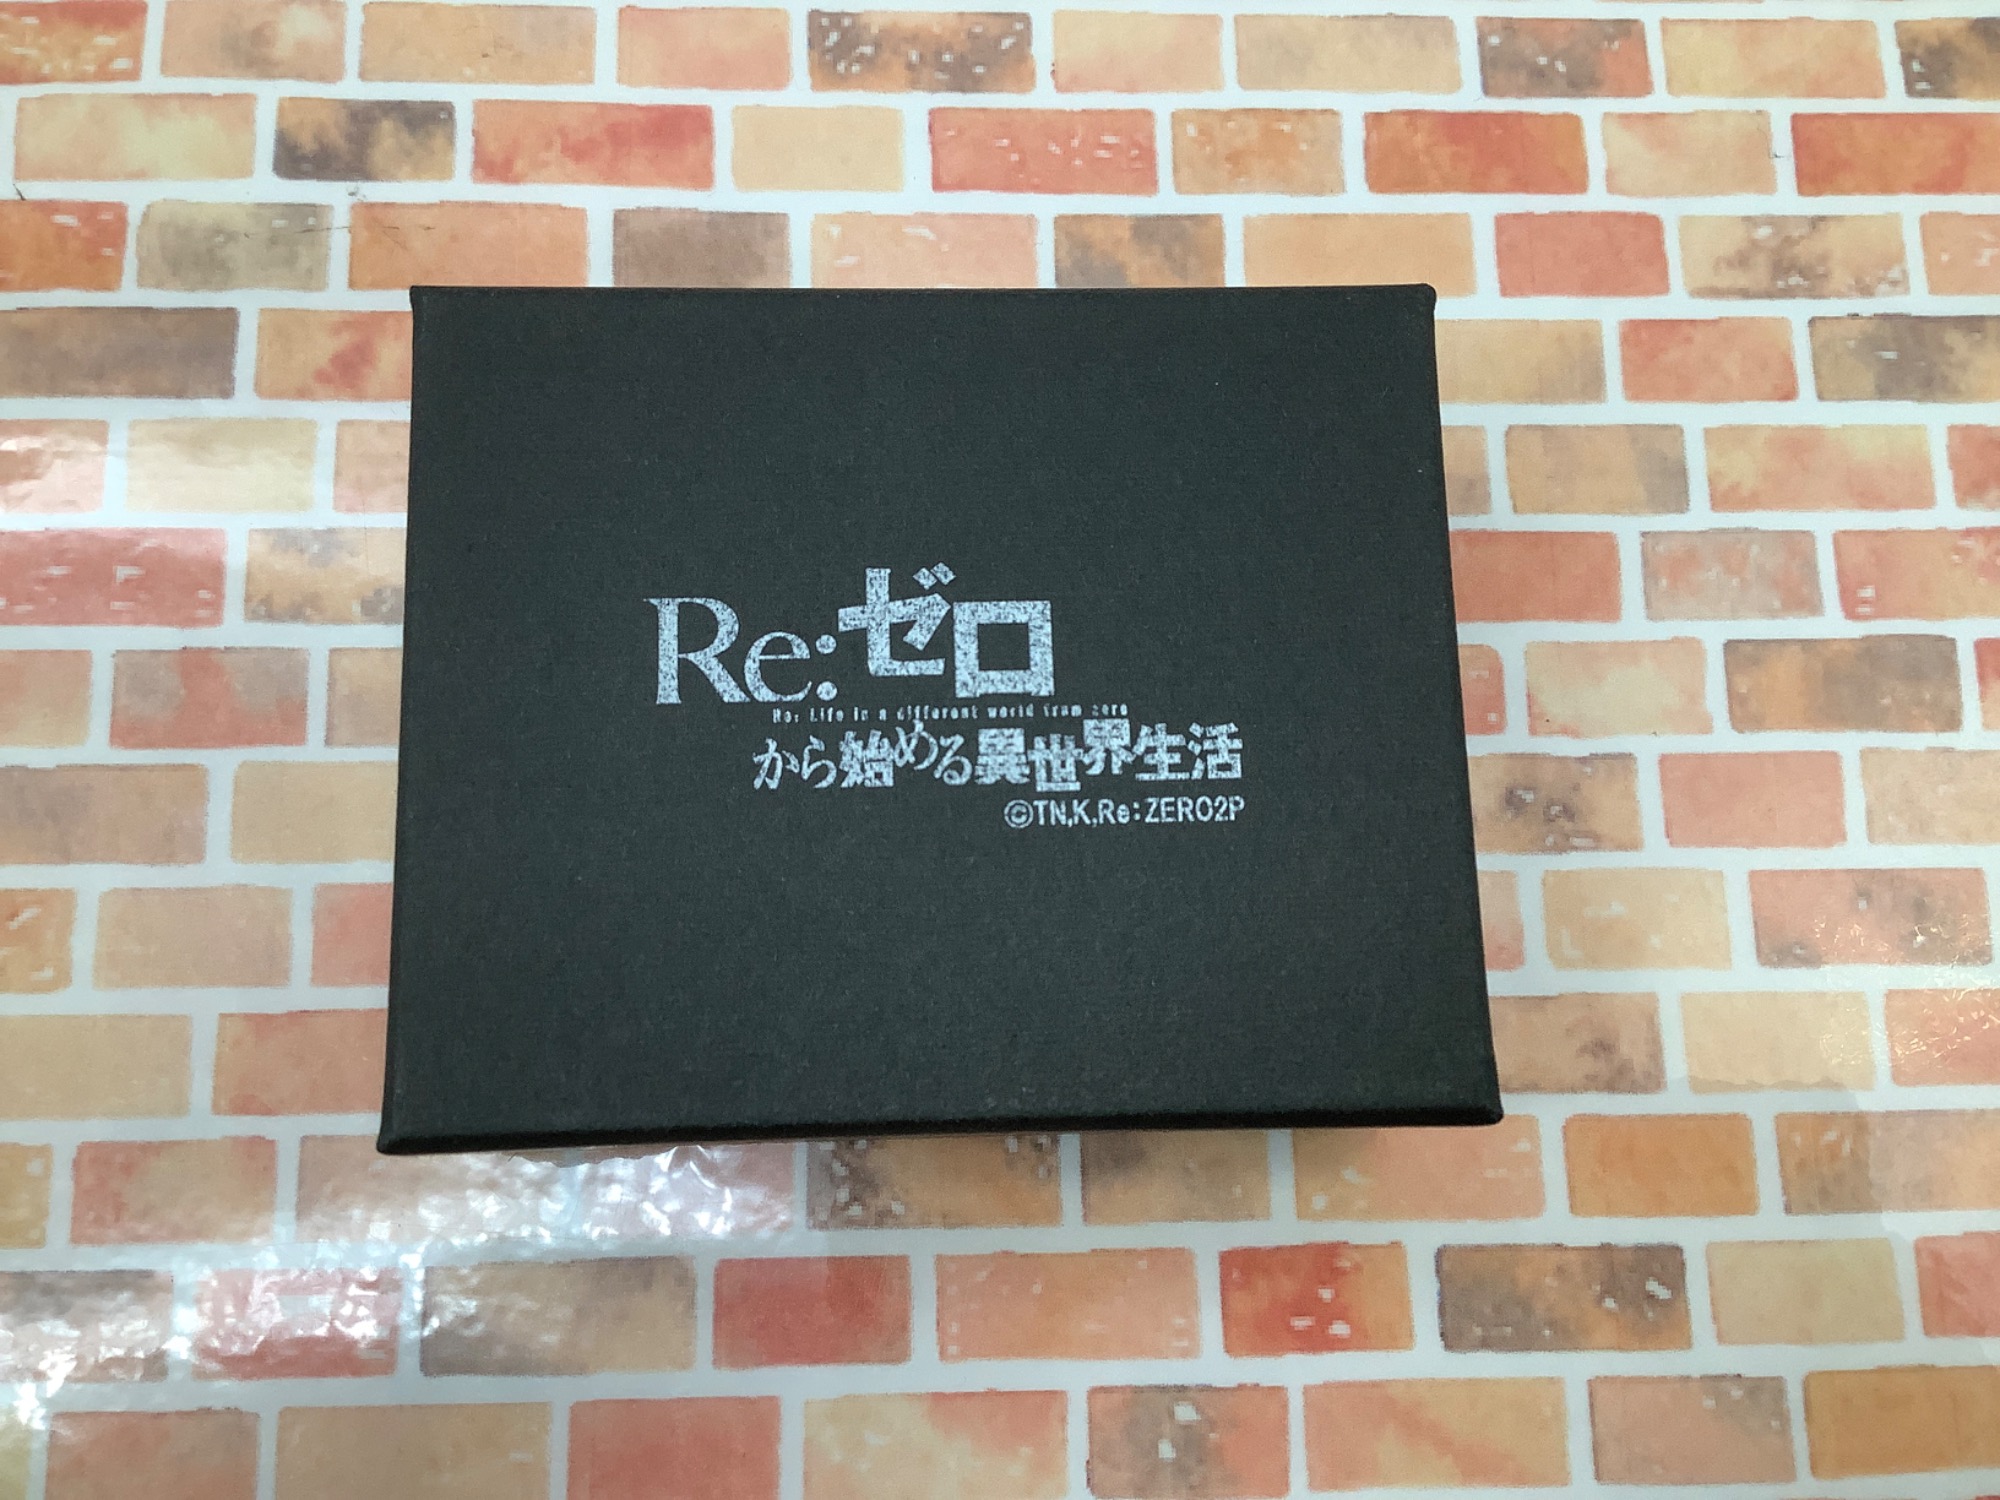 Re:ゼロ
Re: Life in a different world from zero
から始める異世界生活
©TN,K,Re:ZERO2P